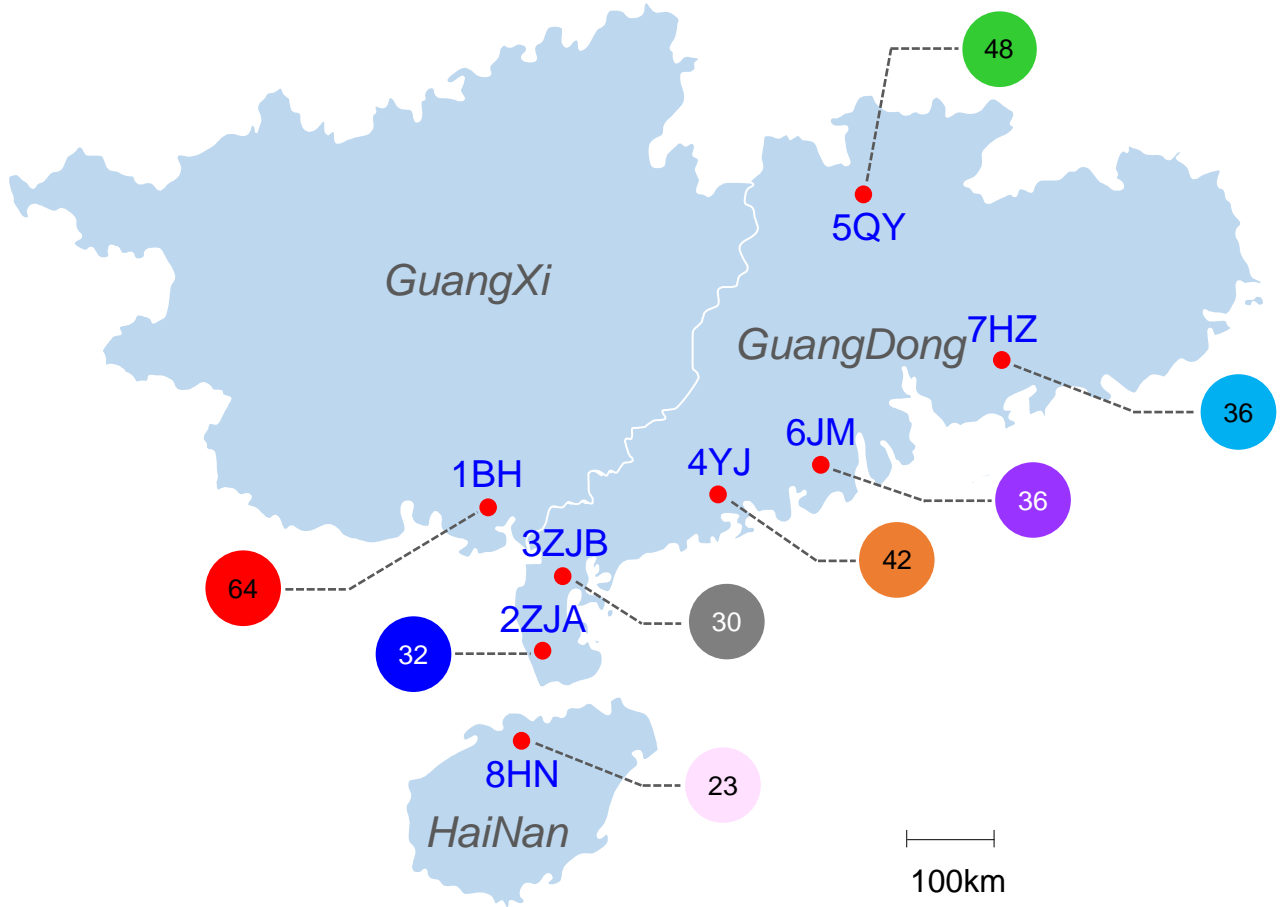 48
5QY
GuangXi
7HZ
GuangDong
36
6JM
4YJ
1BH
36
3ZJB
42
64
2ZJA
30
32
8HN
23
HaiNan
100km